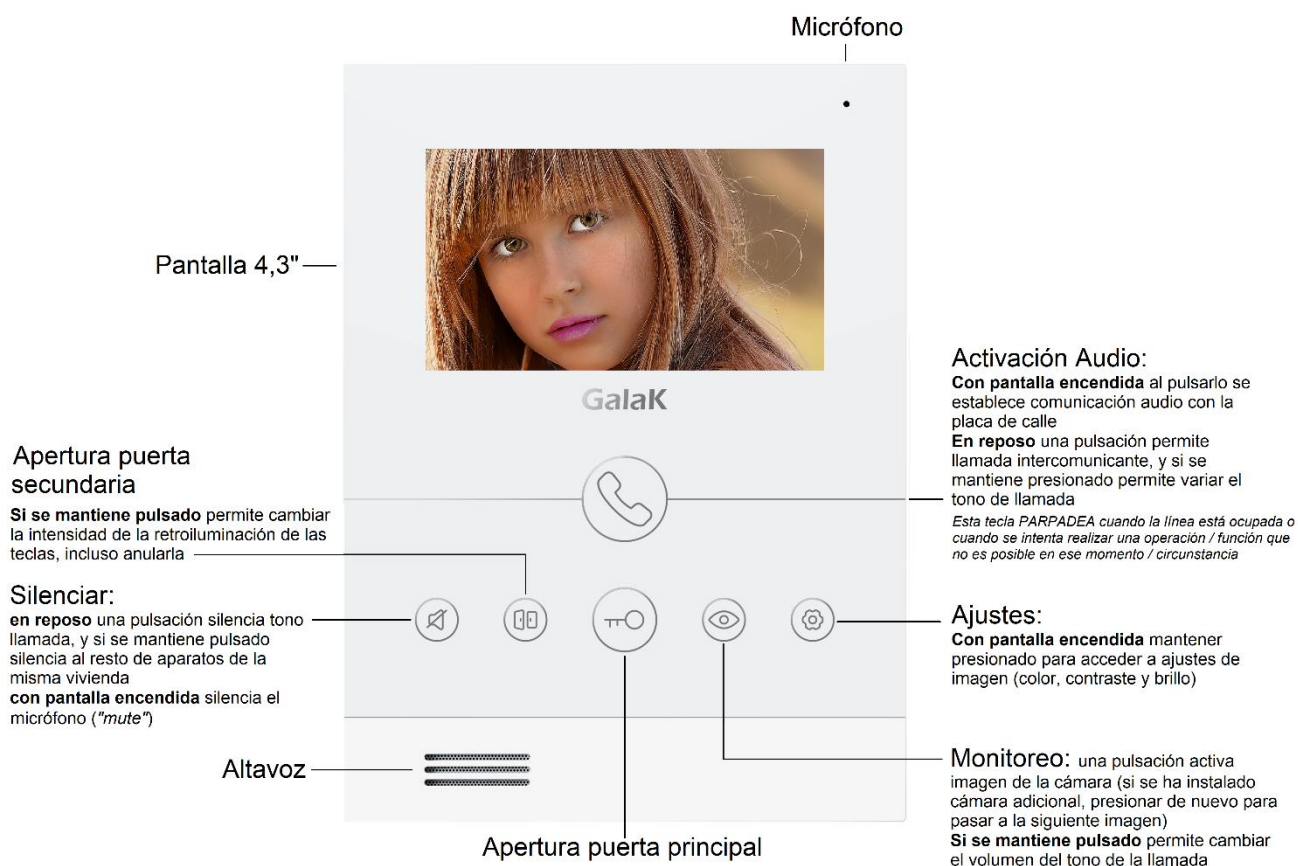 Micrófono
Pantalla 4,3"
GalaK
Activación Audio:
Con pantalla encendida al pulsarlo se
establece comunicación audio con la
placa de calle
En reposo una pulsación permite
llamada intercomunicante, y si se
mantiene presionado permite variar el
tono de llamada
Esta tecla PARPADEA cuando la línea está ocupada o
cuando se intenta realizar una operación / función que
no es posible en ese momento / circunstancia
Apertura puerta
secundaria
Si se mantiene pulsado permite cambiar
la intensidad de la retroiluminación de las
teclas, incluso anularla
Silenciar:
en reposo una pulsación silencia tono
llamada, y si se mantiene pulsado
silencia al resto de aparatos de la
misma vivienda
con pantalla encendida silencia el
micrófono ("mute")
Ajustes:
Con pantalla encendida mantener
presionado para acceder a ajustes de
imagen (color, contraste y brillo)
Altavoz
Monitoreo: una pulsación activa
imagen de la cámara (si se ha instalado
cámara adicional, presionar de nuevo para
pasar a la siguiente imagen)
Si se mantiene pulsado permite cambiar
el volumen del tono de la llamada
Apertura puerta principal